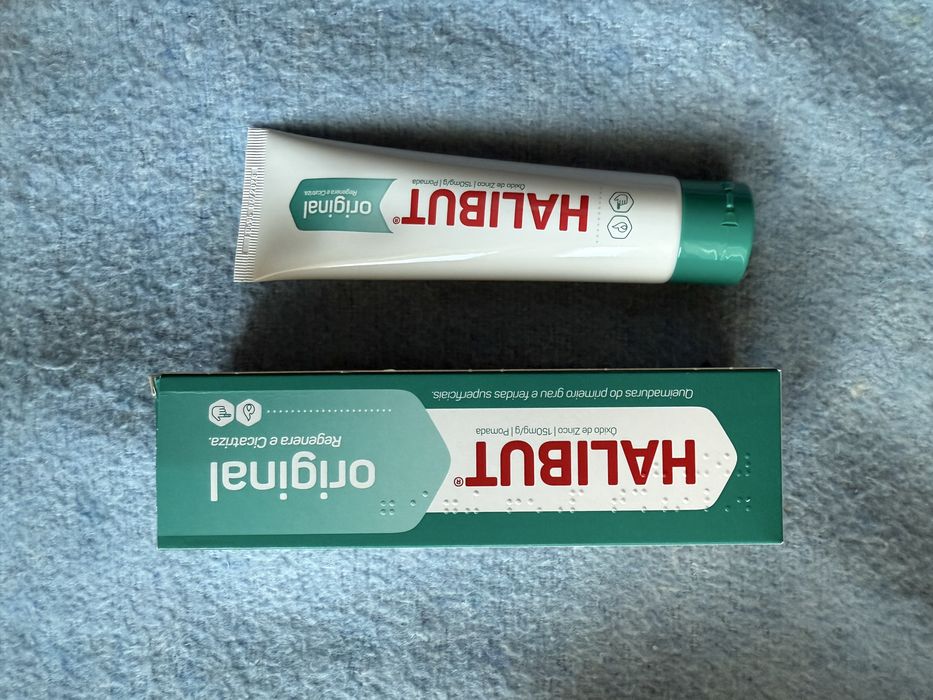 HALIBUT®
Óxido de Zinco | 150mg/g | Pomada
original
Regenera e Cicatriza.
Queimaduras do primeiro grau e feridas superficiais.
HALIBUT®
Óxido de Zinco | 150mg/g | Pomada
original
Regenera e Cicatriza.